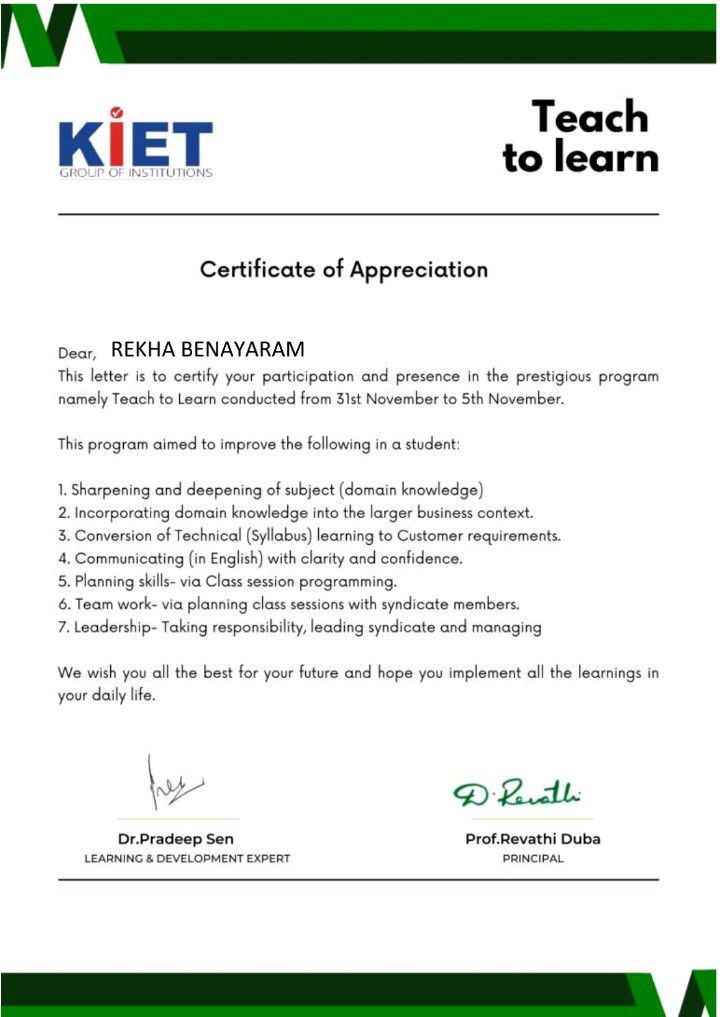 KiET
GROUP OF INSTITUTIONS
Teach
to learn
Certificate of Appreciation
Dear, REKHA BENAYARAM
This letter is to certify your participation and presence in the prestigious program
namely Teach to Learn conducted from 31st November to 5th November.
This program aimed to improve the following in a student:
1. Sharpening and deepening of subject (domain knowledge)
2. Incorporating domain knowledge into the larger business context.
3. Conversion of Technical (Syllabus) learning to Customer requirements.
4. Communicating (in English) with clarity and confidence.
5. Planning skills- via Class session programming.
6. Team work- via planning class sessions with syndicate members.
7. Leadership- Taking responsibility, leading syndicate and managing
We wish you all the best for your future and hope you implement all the learnings in
your daily life.
D. Revathi
Dr.Pradeep Sen
LEARNING & DEVELOPMENT EXPERT
Prof.Revathi Duba
PRINCIPAL